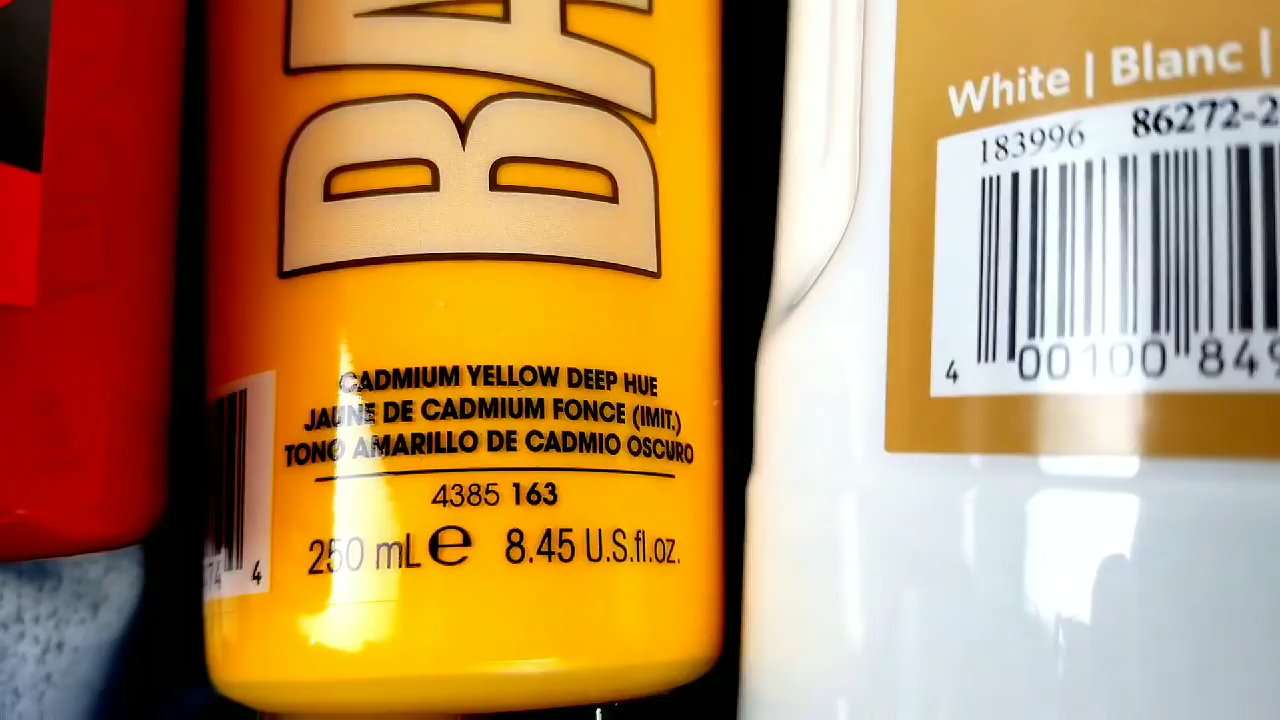 BA
CADMIUM YELLOW DEEP HUE
JAUNE DE CADMIUM FONCE (IMIT.)
TONO AMARILLO DE CADMIO OSCURO
4385 163
250 mL e 8.45 U.S.fl.oz.
4
White | Blanc |
183996 86272-2
4 00100 849